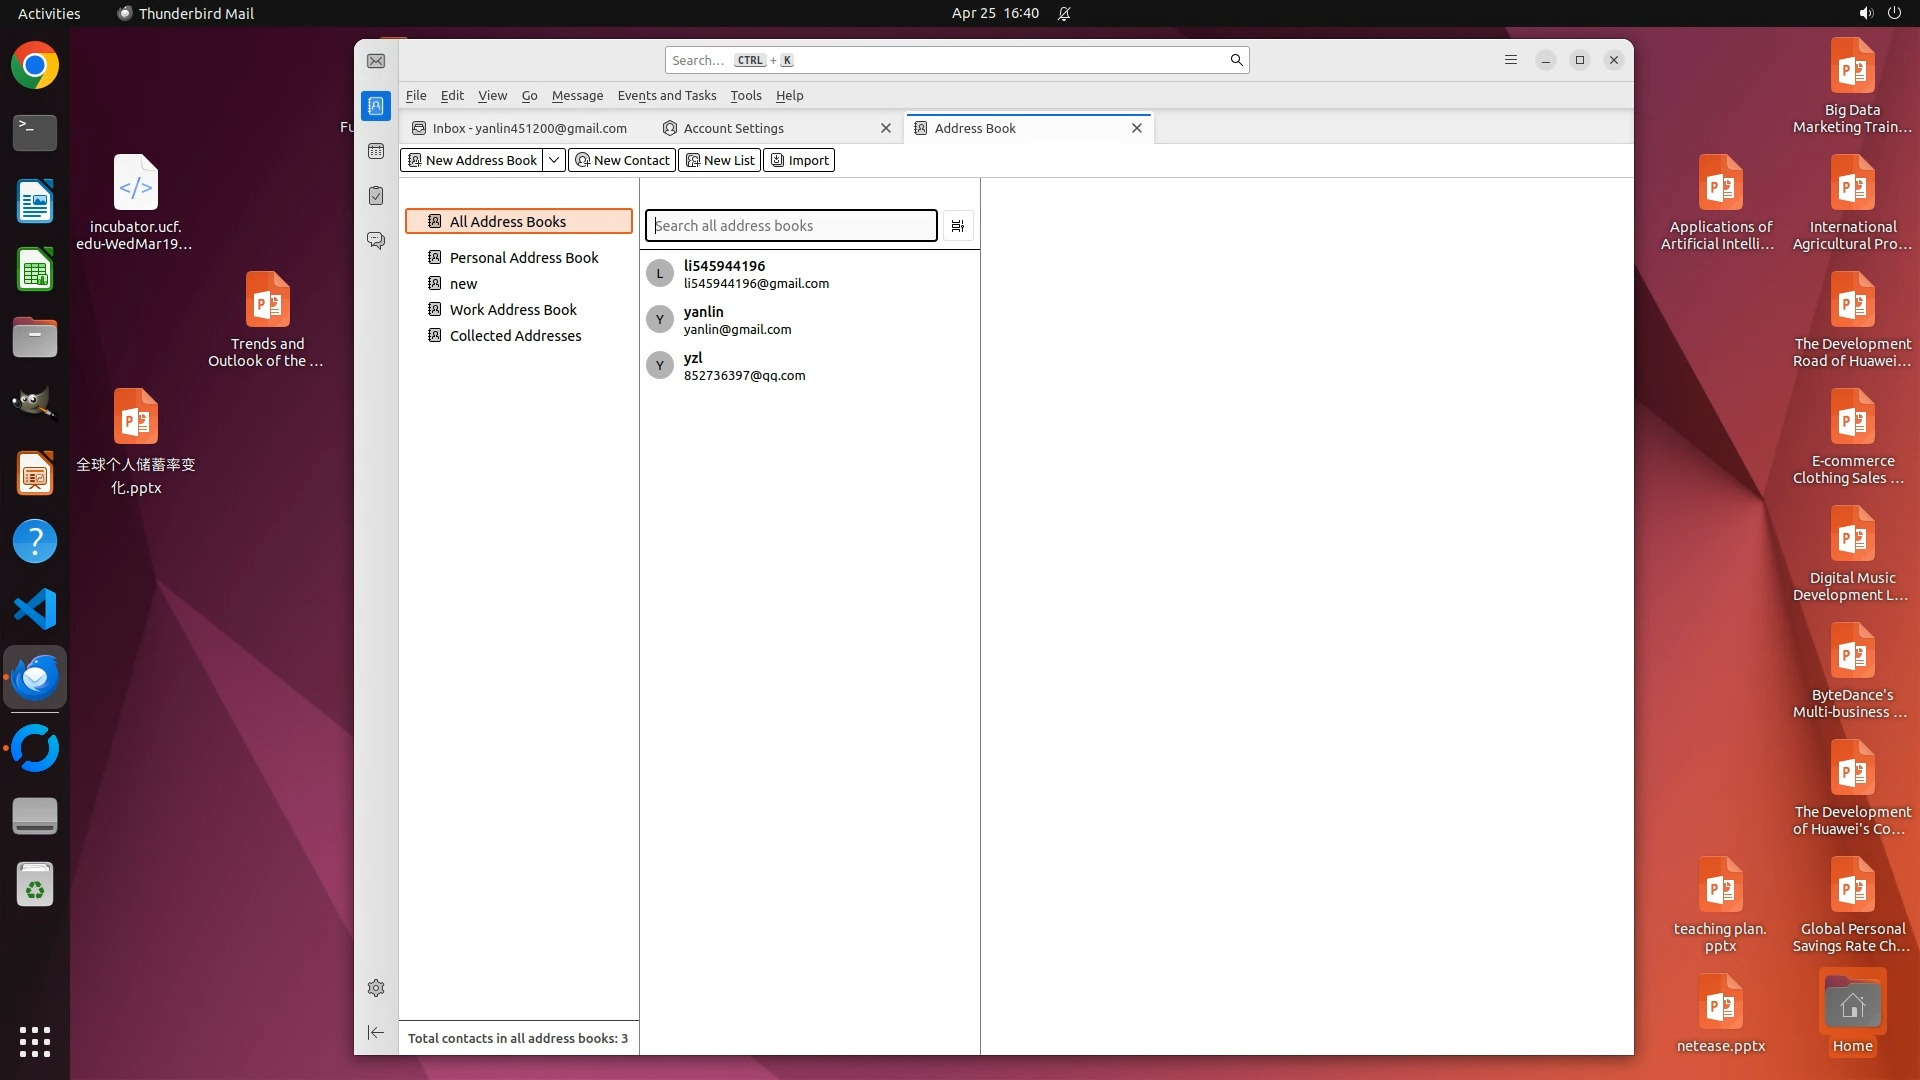 Activities
Thunderbird Mail
Apr 25 16:40
Search... CTRL + K
File Edit View Go Message Events and Tasks Tools Help
Inbox - yanlin451200@gmail.com
Account Settings
Address Book
New Address Book
New Contact
New List
Import
All Address Books
Personal Address Book
new
Work Address Book
Collected Addresses
Search all address books
L
li545944196
li545944196@gmail.com
Y
yanlin
yanlin@gmail.com
Y
yzl
852736397@qq.com
Total contacts in all address books: 3
incubator.ucf.
edu-WedMar19...
Fu
Trends and
Outlook of the ...
全球个人储蓄率变
化.pptx
Big Data
Marketing Train...
Applications of
Artificial Intelli...
International
Agricultural Pro...
The Development
Road of Huawei...
E-commerce
Clothing Sales ...
Digital Music
Development L...
ByteDance's
Multi-business ...
The Development
of Huawei's Co...
teaching plan.
pptx
Global Personal
Savings Rate Ch...
netease.pptx
Home